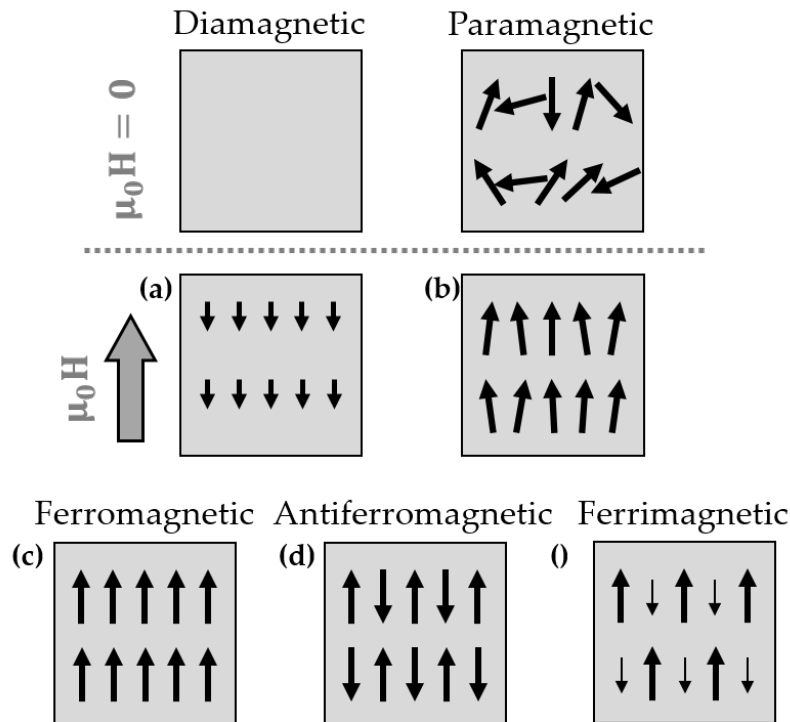 Diamagnetic Paramagnetic
μ₀H = 0
(a) (b)
μ₀H
Ferromagnetic Antiferromagnetic Ferrimagnetic
(c) (d) ()